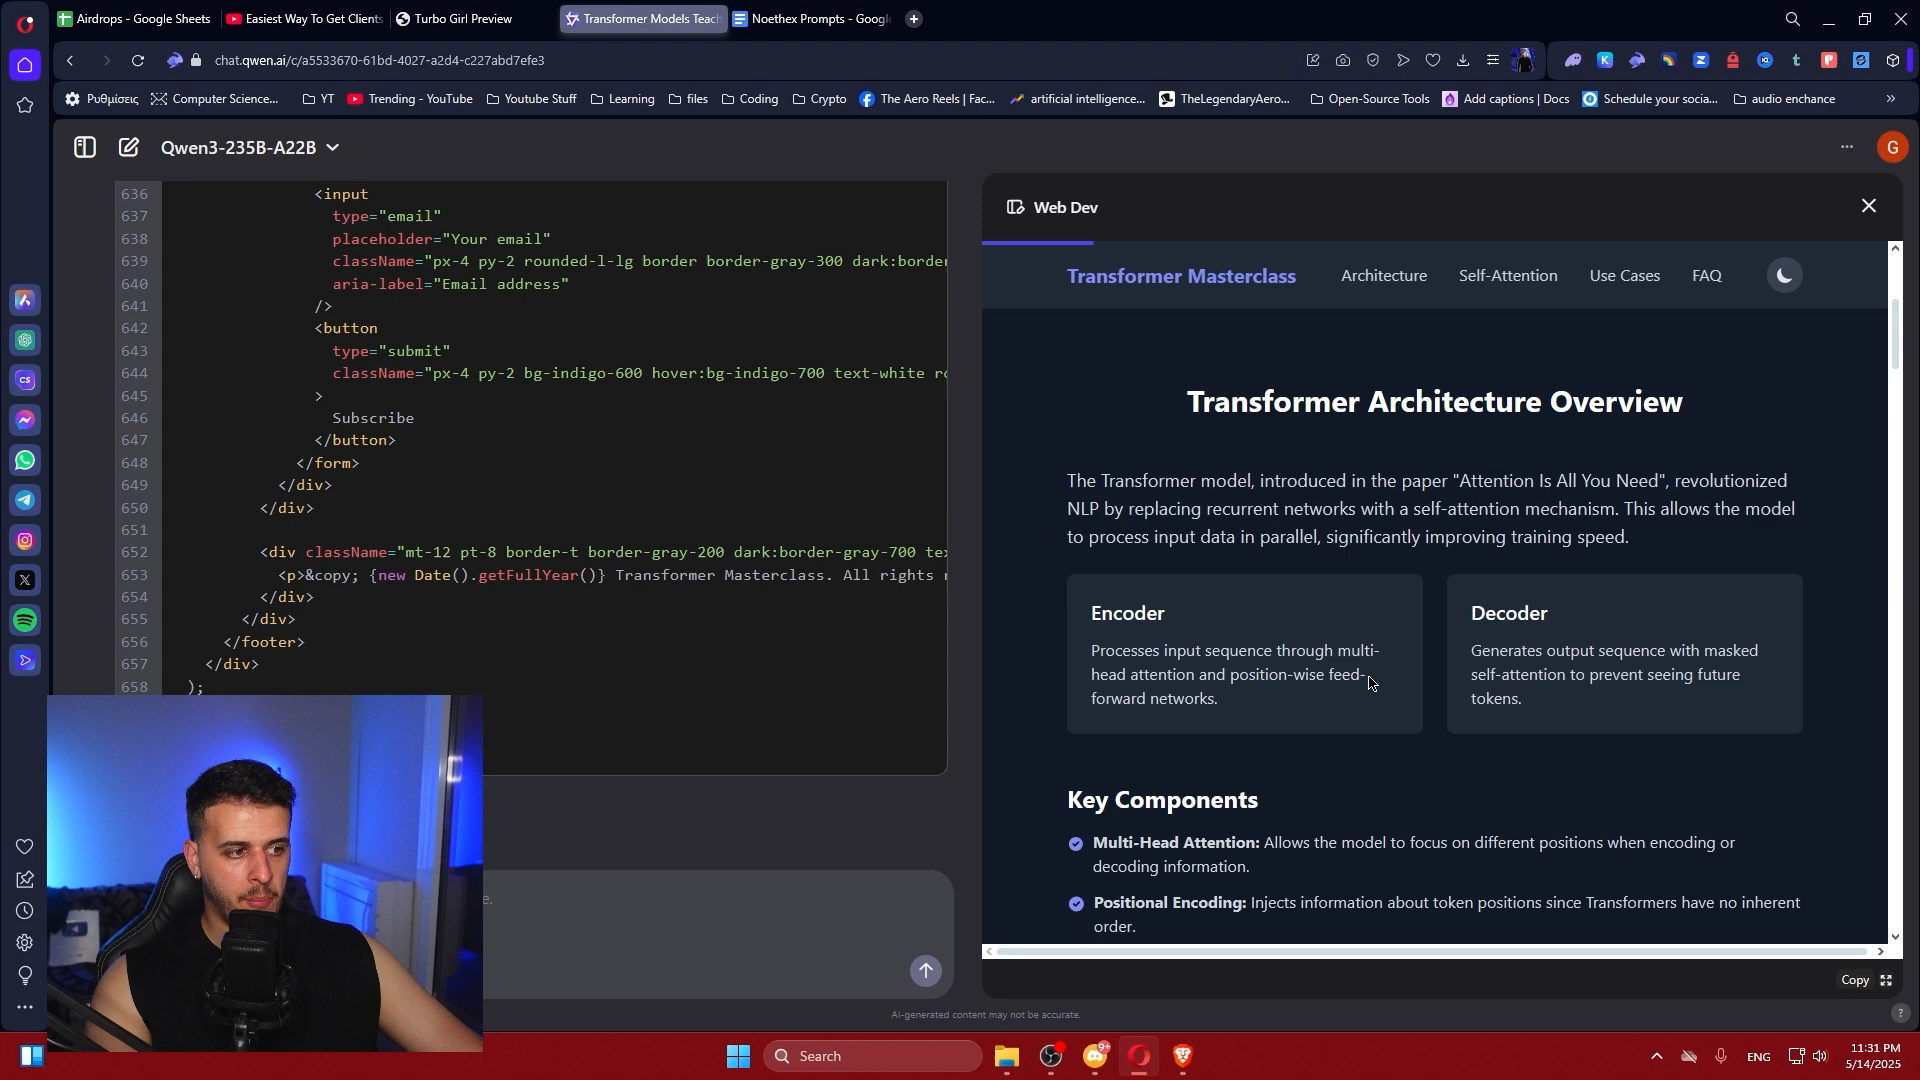 Airdrops - Google Sheets
Easiest Way To Get Clients
Turbo Girl Preview
Transformer Models Teach
Noethex Prompts - Googl
chat.qwen.ai/c/a5533670-61bd-4027-a2d4-c227abd7efe3
Ρυθμίσεις
Computer Science...
YT
Trending - YouTube
Youtube Stuff
Learning
files
Coding
Crypto
The Aero Reels | Fac...
artificial intelligence...
TheLegendaryAero...
Open-Source Tools
Add captions | Docs
Schedule your socia...
audio enchance
»
Qwen3-235B-A22B
G
636 <input
637 type="email"
638 placeholder="Your email"
639 className="px-4 py-2 rounded-l-lg border border-gray-300 dark:border
640 aria-label="Email address"
641 />
642 <button
643 type="submit"
644 className="px-4 py-2 bg-indigo-600 hover:bg-indigo-700 text-white ro
645 >
646 Subscribe
647 </button>
648 </form>
649 </div>
650 </div>
651
652 <div className="mt-12 pt-8 border-t border-gray-200 dark:border-gray-700 tex
653 <p>&copy; {new Date().getFullYear()} Transformer Masterclass. All rights r
654 </div>
655 </div>
656 </footer>
657 </div>
658 );
e.
Web Dev
Transformer Masterclass
Architecture
Self-Attention
Use Cases
FAQ
Transformer Architecture Overview
The Transformer model, introduced in the paper "Attention Is All You Need", revolutionized
NLP by replacing recurrent networks with a self-attention mechanism. This allows the model
to process input data in parallel, significantly improving training speed.
Encoder
Processes input sequence through multi-
head attention and position-wise feed-
forward networks.
Decoder
Generates output sequence with masked
self-attention to prevent seeing future
tokens.
Key Components
Multi-Head Attention: Allows the model to focus on different positions when encoding or
decoding information.
Positional Encoding: Injects information about token positions since Transformers have no inherent
order.
Copy
AI-generated content may not be accurate.
?
Search
9+
ENG
11:31 PM
5/14/2025